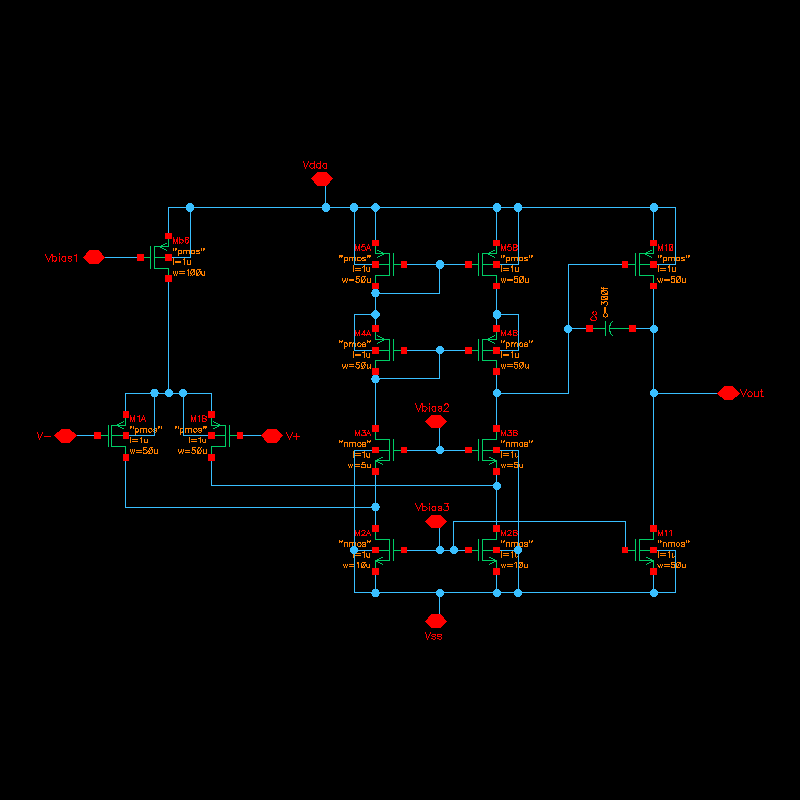 Vdda
Vbias1
M5B
"pmos"
l=1u
w=100u
M5A
"pmos"
l=1u
w=50u
M5B
"pmos"
l=1u
w=50u
M10
"pmos"
l=1u
w=50u
Cc
c=300f
M4A
"pmos"
l=1u
w=50u
M4B
"pmos"
l=1u
w=50u
Vout
V-
M1A
"pmos"
l=1u
w=50u
M1B
"pmos"
l=1u
w=50u
V+
Vbias2
M3A
"nmos"
l=1u
w=5u
M3B
"nmos"
l=1u
w=5u
Vbias3
M2A
"nmos"
l=1u
w=10u
M2B
"nmos"
l=1u
w=10u
M11
"nmos"
l=1u
w=50u
Vss